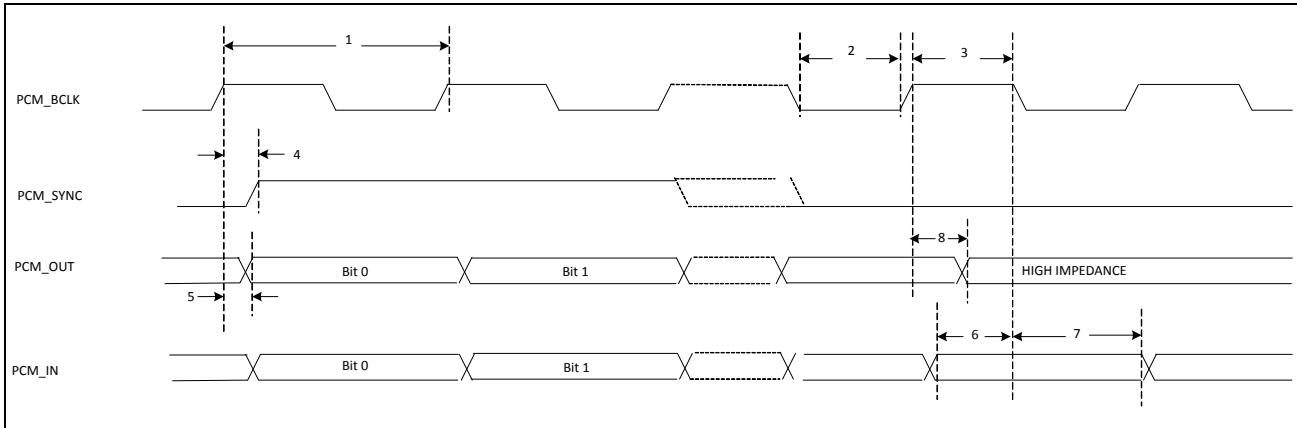 1
2
3
PCM_BCLK
4
PCM_SYNC
8
PCM_OUT
Bit 0
Bit 1
HIGH IMPEDANCE
5
6
7
PCM_IN
Bit 0
Bit 1